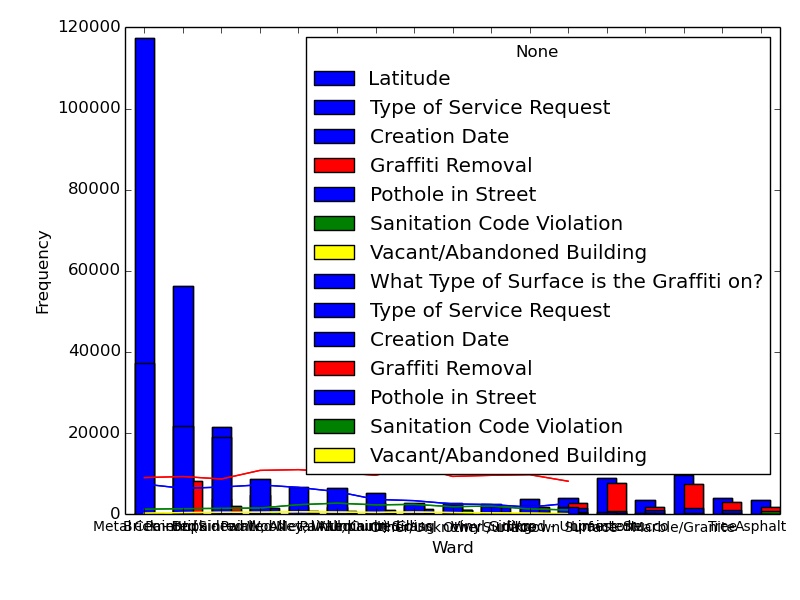 120000
100000
80000
60000
40000
20000
0
Frequency
None
Latitude
Type of Service Request
Creation Date
Graffiti Removal
Pothole in Street
Sanitation Code Violation
Vacant/Abandoned Building
What Type of Surface is the Graffiti on?
Type of Service Request
Creation Date
Graffiti Removal
Pothole in Street
Sanitation Code Violation
Vacant/Abandoned Building
Metal Asphalt
Ward